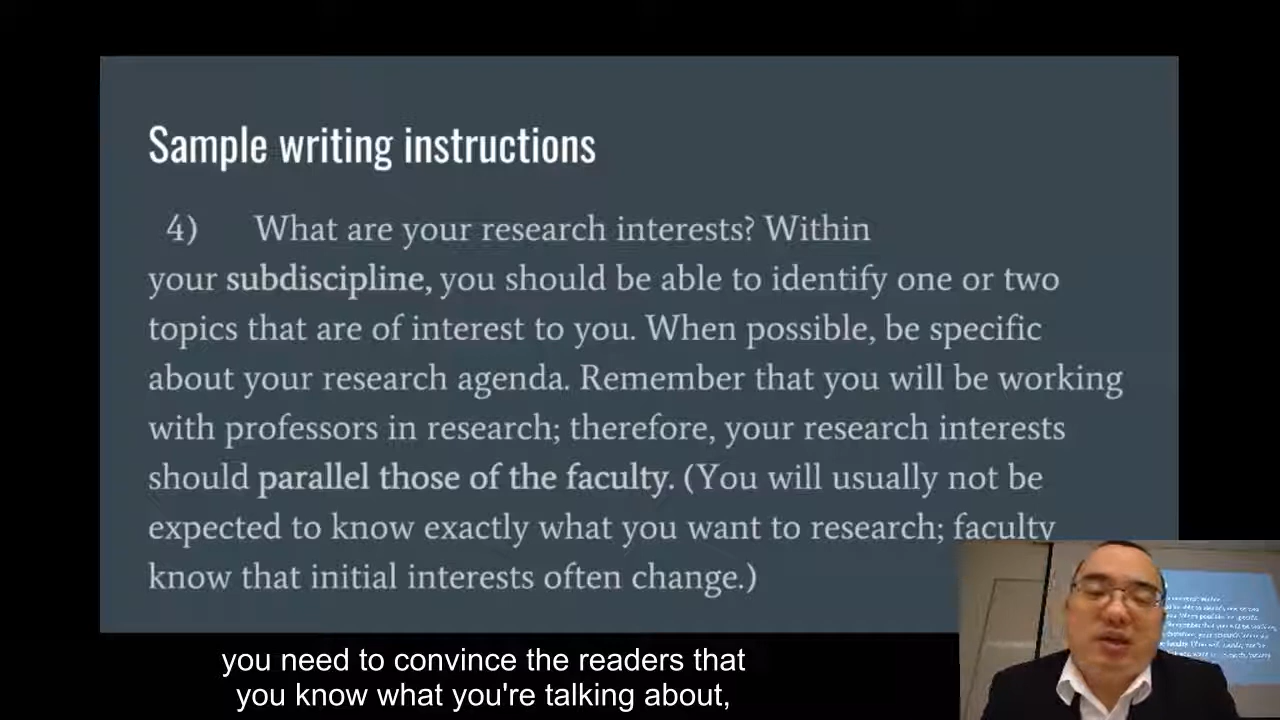 Sample writing instructions
4) What are your research interests? Within
your subdiscipline, you should be able to identify one or two
topics that are of interest to you. When possible, be specific
about your research agenda. Remember that you will be working
with professors in research; therefore, your research interests
should parallel those of the faculty. (You will usually not be
expected to know exactly what you want to research; faculty
know that initial interests often change.)
you need to convince the readers that
you know what you're talking about,